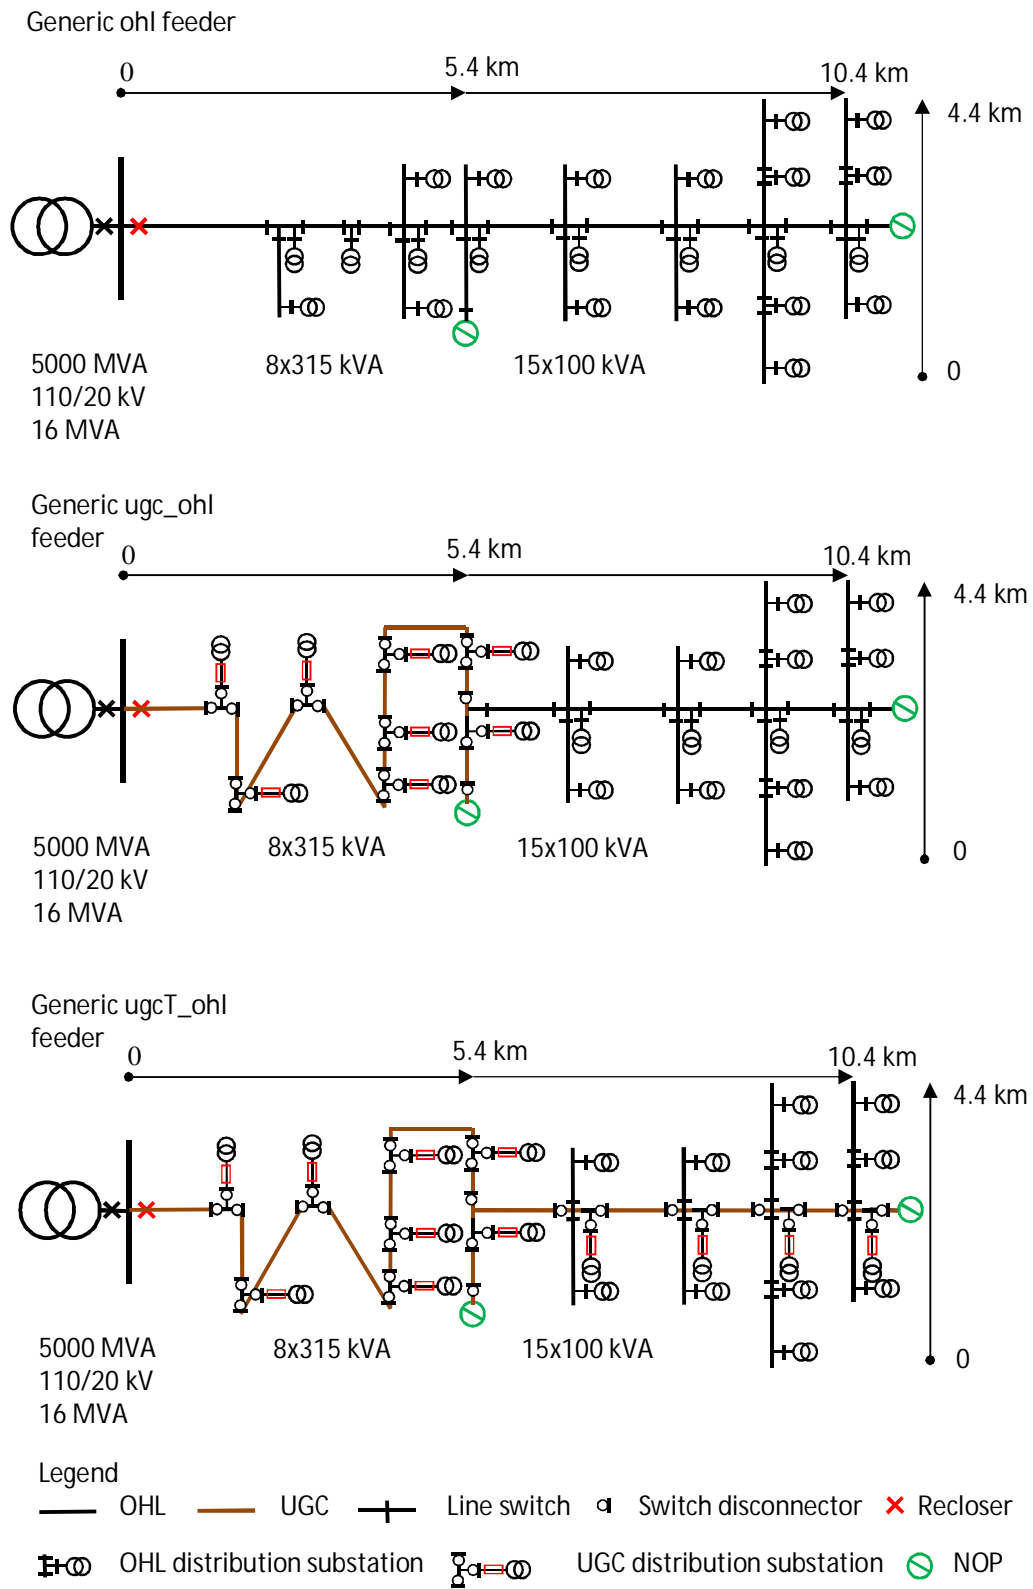 Generic ohl feeder
0
5.4 km
10.4 km
4.4 km
5000 MVA
110/20 kV
16 MVA
8x315 kVA
15x100 kVA
0
Generic ugc_ohl
feeder
0
5.4 km
10.4 km
4.4 km
5000 MVA
110/20 kV
16 MVA
8x315 kVA
15x100 kVA
0
Generic ugcT_ohl
feeder
0
5.4 km
10.4 km
4.4 km
5000 MVA
110/20 kV
16 MVA
8x315 kVA
15x100 kVA
0
Legend
OHL UGC Line switch Switch disconnector Recloser
OHL distribution substation UGC distribution substation NOP